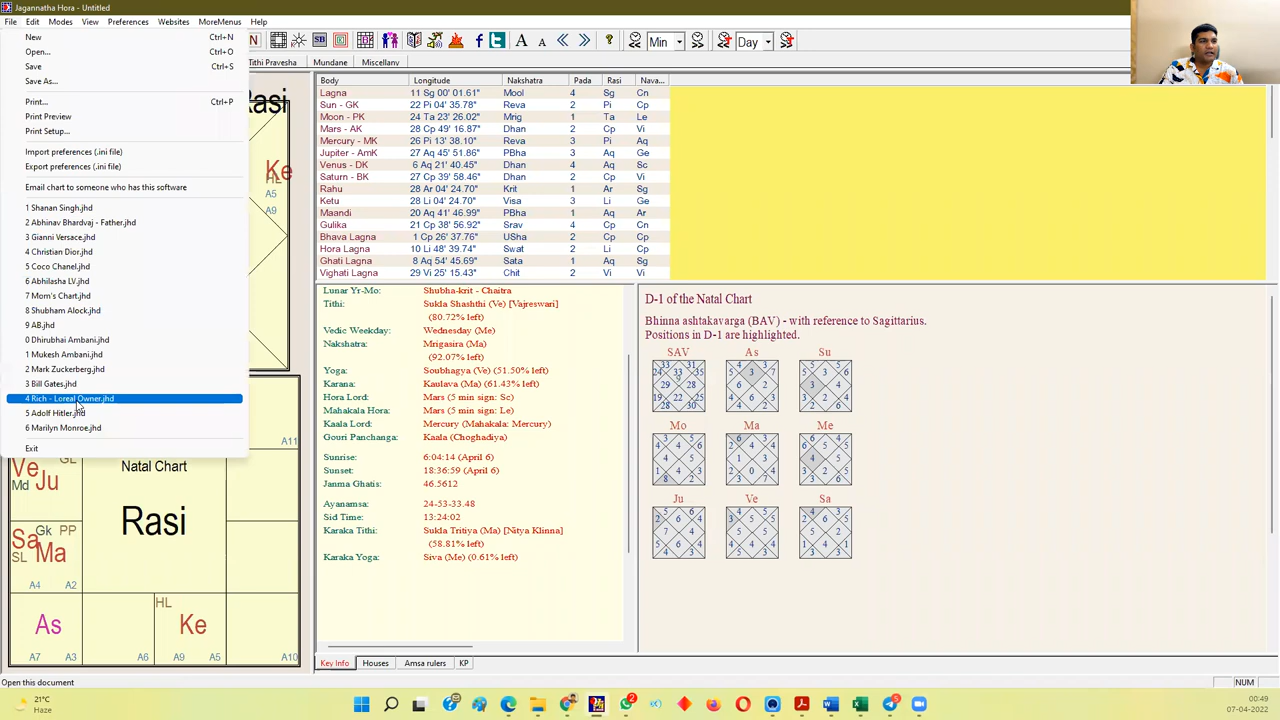 Jagannatha Hora - Untitled
File Edit Modes View Preferences Websites MoreMenus Help
New Ctrl+N
Open... Ctrl+O
Save Ctrl+S
Save As...
Print... Ctrl+P
Print Preview
Print Setup...
Import preferences (.ini file)
Export preferences (.ini file)
Email chart to someone who has this software
1 Shanan Singh.jhd
2 Abhinav Bhardvaj - Father.jhd
3 Gianni Versace.jhd
4 Christian Dior.jhd
5 Coco Chanel.jhd
6 Abhilasha LV.jhd
7 Mom's Chart.jhd
8 Shubham Alock.jhd
9 AB.jhd
0 Dhirubhai Ambani.jhd
1 Mukesh Ambani.jhd
2 Mark Zuckerberg.jhd
3 Bill Gates.jhd
4 Rich - Loreal Owner.jhd
5 Adolf Hitler.jhd
6 Marilyn Monroe.jhd
Exit
N SB f t A A ? Min Day
Tithi Pravesha Mundane Miscellany
Rasi
Ke
HL
A5
A9
A11
Ve GL
Md Ju
Natal Chart
Rasi
Gk PP
Sa
SL Ma
A4 A2
As
A7 A3
A6
HL
Ke
A9 A5
A10
Body Longitude Nakshatra Pada Rasi Nava...
Lagna 11 Sg 00' 01.61" Mool 4 Sg Cn
Sun - GK 22 Pi 04' 35.78" Reva 2 Pi Cp
Moon - PK 24 Ta 23' 26.02" Mrig 1 Ta Le
Mars - AK 28 Cp 49' 16.87" Dhan 2 Cp Vi
Mercury - MK 26 Pi 13' 38.10" Reva 3 Pi Aq
Jupiter - AmK 27 Aq 45' 51.86" PBha 3 Aq Ge
Venus - DK 6 Aq 21' 40.45" Dhan 4 Aq Sc
Saturn - BK 27 Cp 39' 58.46" Dhan 2 Cp Vi
Rahu 28 Ar 04' 24.70" Krit 1 Ar Sg
Ketu 28 Li 04' 24.70" Visa 3 Li Ge
Maandi 20 Aq 41' 46.99" PBha 1 Aq Ar
Gulika 21 Cp 38' 56.92" Srav 4 Cp Cn
Bhava Lagna 1 Cp 26' 37.76" USha 2 Cp Cp
Hora Lagna 10 Li 48' 39.74" Swat 2 Li Cp
Ghati Lagna 8 Aq 54' 45.69" Sata 1 Aq Sg
Vighati Lagna 29 Vi 25' 15.43" Chit 2 Vi Vi
Lunar Yr-Mo: Shubha-krit - Chaitra
Tithi: Sukla Shashthi (Ve) [Vajreswari]
(80.72% left)
Vedic Weekday: Wednesday (Me)
Nakshatra: Mrigasira (Ma)
(92.07% left)
Yoga: Soubhagya (Ve) (51.50% left)
Karana: Kaulava (Ma) (61.43% left)
Hora Lord: Mars (5 min sign: Sc)
Mahakala Hora: Mars (5 min sign: Le)
Kaala Lord: Mercury (Mahakala: Mercury)
Gouri Panchanga: Kaala (Choghadiya)
Sunrise: 6:04:14 (April 6)
Sunset: 18:36:59 (April 6)
Janma Ghatis: 46.5612
Ayanamsa: 24-53-33.48
Sid Time: 13:24:02
Karaka Tithi: Sukla Tritiya (Ma) [Nitya Klinna]
(58.81% left)
Karaka Yoga: Siva (Me) (0.61% left)
Key Info Houses Amsa rulers KP
D-1 of the Natal Chart
Bhinna ashtakavarga (BAV) - with reference to Sagittarius.
Positions in D-1 are highlighted.
SAV As Su
Mo Ma Me
Ju Ve Sa
Open this document NUM
21°C
Haze
2
5
00:49
07-04-2022